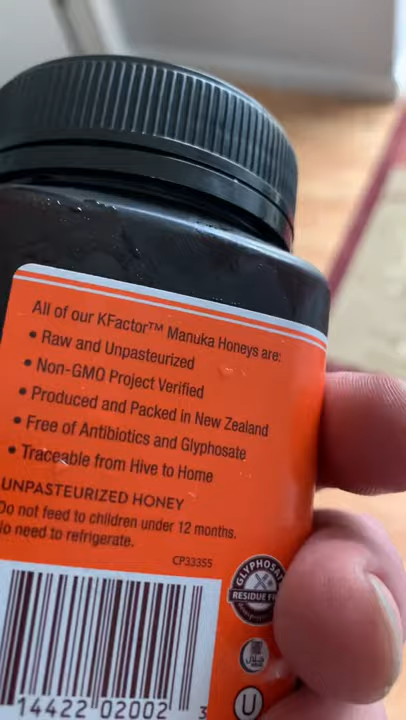 All of our KFactor™ Manuka Honeys are:
• Raw and Unpasteurized
• Non-GMO Project Verified
• Produced and Packed in New Zealand
• Free of Antibiotics and Glyphosate
• Traceable from Hive to Home
UNPASTEURIZED HONEY
Do not feed to children under 12 months.
No need to refrigerate.
CP33355
RESIDUE
حلال
U
14422 02002 3